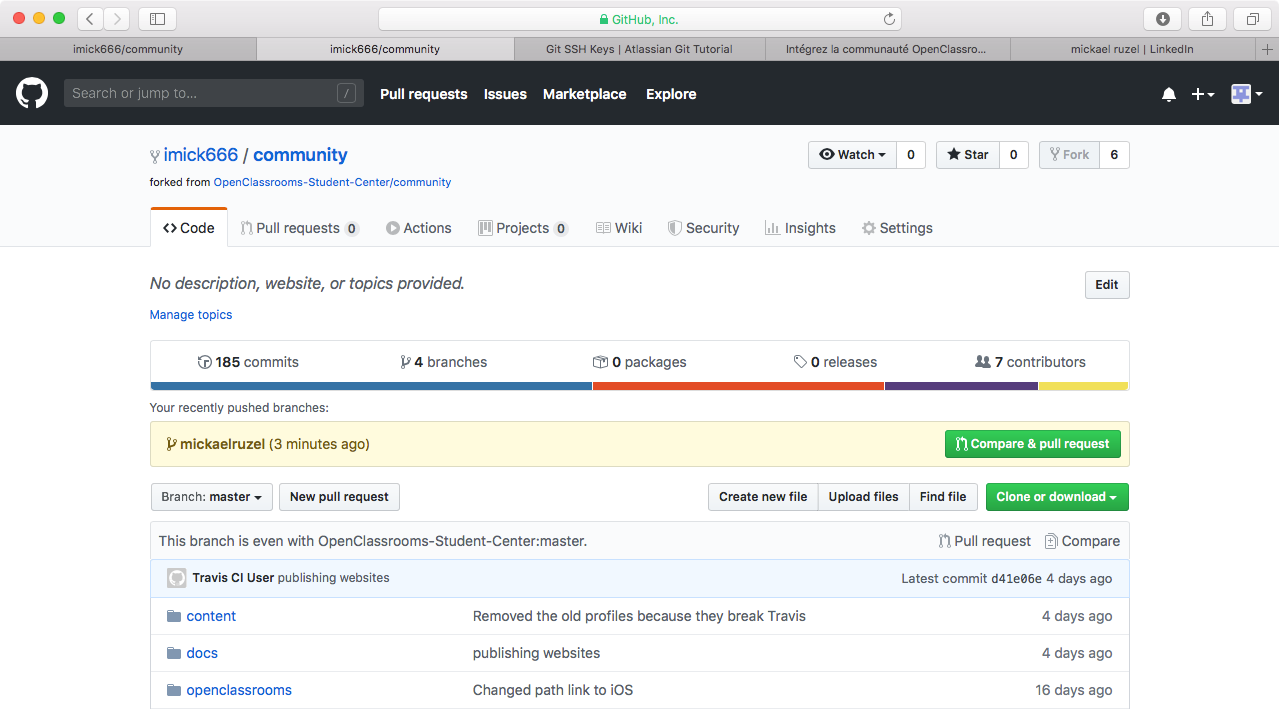 GitHub, Inc.
imick666/community
imick666/community
Git SSH Keys | Atlassian Git Tutorial
Intégrez la communauté OpenClassro...
mickael ruzel | LinkedIn
Search or jump to... /
Pull requests Issues Marketplace Explore
imick666 / community
Watch 0 Star 0 Fork 6
forked from OpenClassrooms-Student-Center/community
Code Pull requests 0 Actions Projects 0 Wiki Security Insights Settings
No description, website, or topics provided. Edit
Manage topics
185 commits 4 branches 0 packages 0 releases 7 contributors
Your recently pushed branches:
mickaelruzel (3 minutes ago) Compare & pull request
Branch: master New pull request Create new file Upload files Find file Clone or download
This branch is even with OpenClassrooms-Student-Center:master. Pull request Compare
Travis CI User publishing websites Latest commit d41e06e 4 days ago
content Removed the old profiles because they break Travis 4 days ago
docs publishing websites 4 days ago
openclassrooms Changed path link to iOS 16 days ago